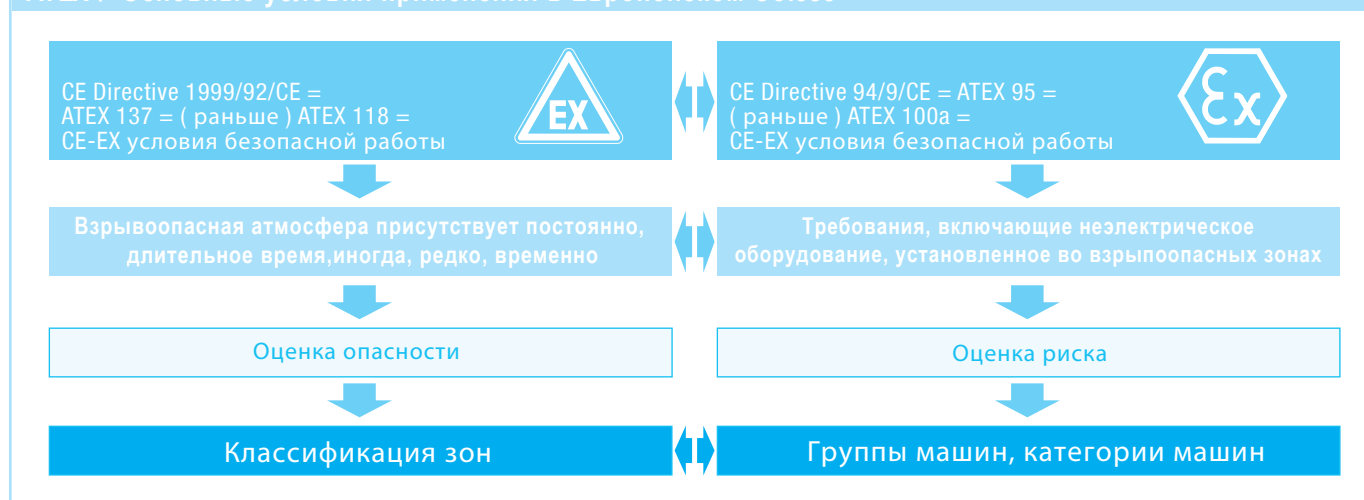 CE Directive 1999/92/CE =
ATEX 137 = ( раньше ) ATEX 118 =
CE-EX условия безопасной работы
EX
CE Directive 94/9/CE = ATEX 95 =
( раньше ) ATEX 100a =
CE-EX условия безопасной работы
Ex
Взрывоопасная атмосфера присутствует постоянно,
длительное время,иногда, редко, временно
Требования, включающие неэлектрическое
оборудование, установленное во взрыпоопасных зонах
Оценка опасности
Оценка риска
Классификация зон
Группы машин, категории машин